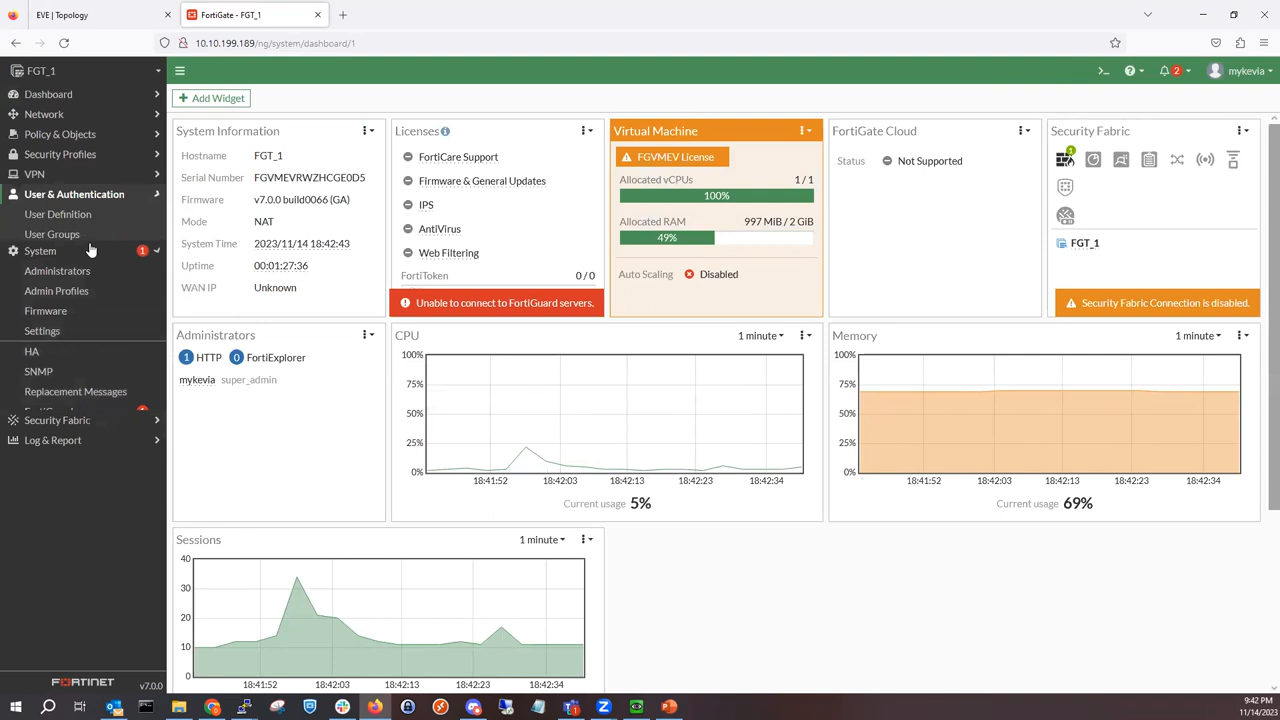 EVE | Topology
FortiGate - FGT_1
10.10.199.189/ng/system/dashboard/1
FGT_1
Dashboard
Network
Policy & Objects
Security Profiles
VPN
User & Authentication
User Definition
User Groups
System
1
Administrators
Admin Profiles
Firmware
Settings
HA
SNMP
Replacement Messages
Security Fabric
Log & Report
FORTINET
v7.0.0
2
mykevia
+ Add Widget
System Information
Hostname FGT_1
Serial Number FGVMEVRWZHCGE0D5
Firmware v7.0.0 build0066 (GA)
Mode NAT
System Time 2023/11/14 18:42:43
Uptime 00:01:27:36
WAN IP Unknown
Licenses
FortiCare Support
Firmware & General Updates
IPS
AntiVirus
Web Filtering
FortiToken 0 / 0
Unable to connect to FortiGuard servers.
Virtual Machine
FGVMEV License
Allocated vCPUs 1 / 1
100%
Allocated RAM 997 MiB / 2 GiB
49%
Auto Scaling Disabled
FortiGate Cloud
Status Not Supported
Security Fabric
1
FGT_1
Security Fabric Connection is disabled.
Administrators
1 HTTP 0 FortiExplorer
mykevia super_admin
CPU 1 minute
100%
75%
50%
25%
0%
18:41:52 18:42:03 18:42:13 18:42:23 18:42:34
Current usage 5%
Memory 1 minute
100%
75%
50%
25%
0%
18:41:52 18:42:03 18:42:13 18:42:23 18:42:34
Current usage 69%
Sessions 1 minute
40
30
20
10
0
18:41:52 18:42:03 18:42:13 18:42:23 18:42:34
9:42 PM
11/14/2023